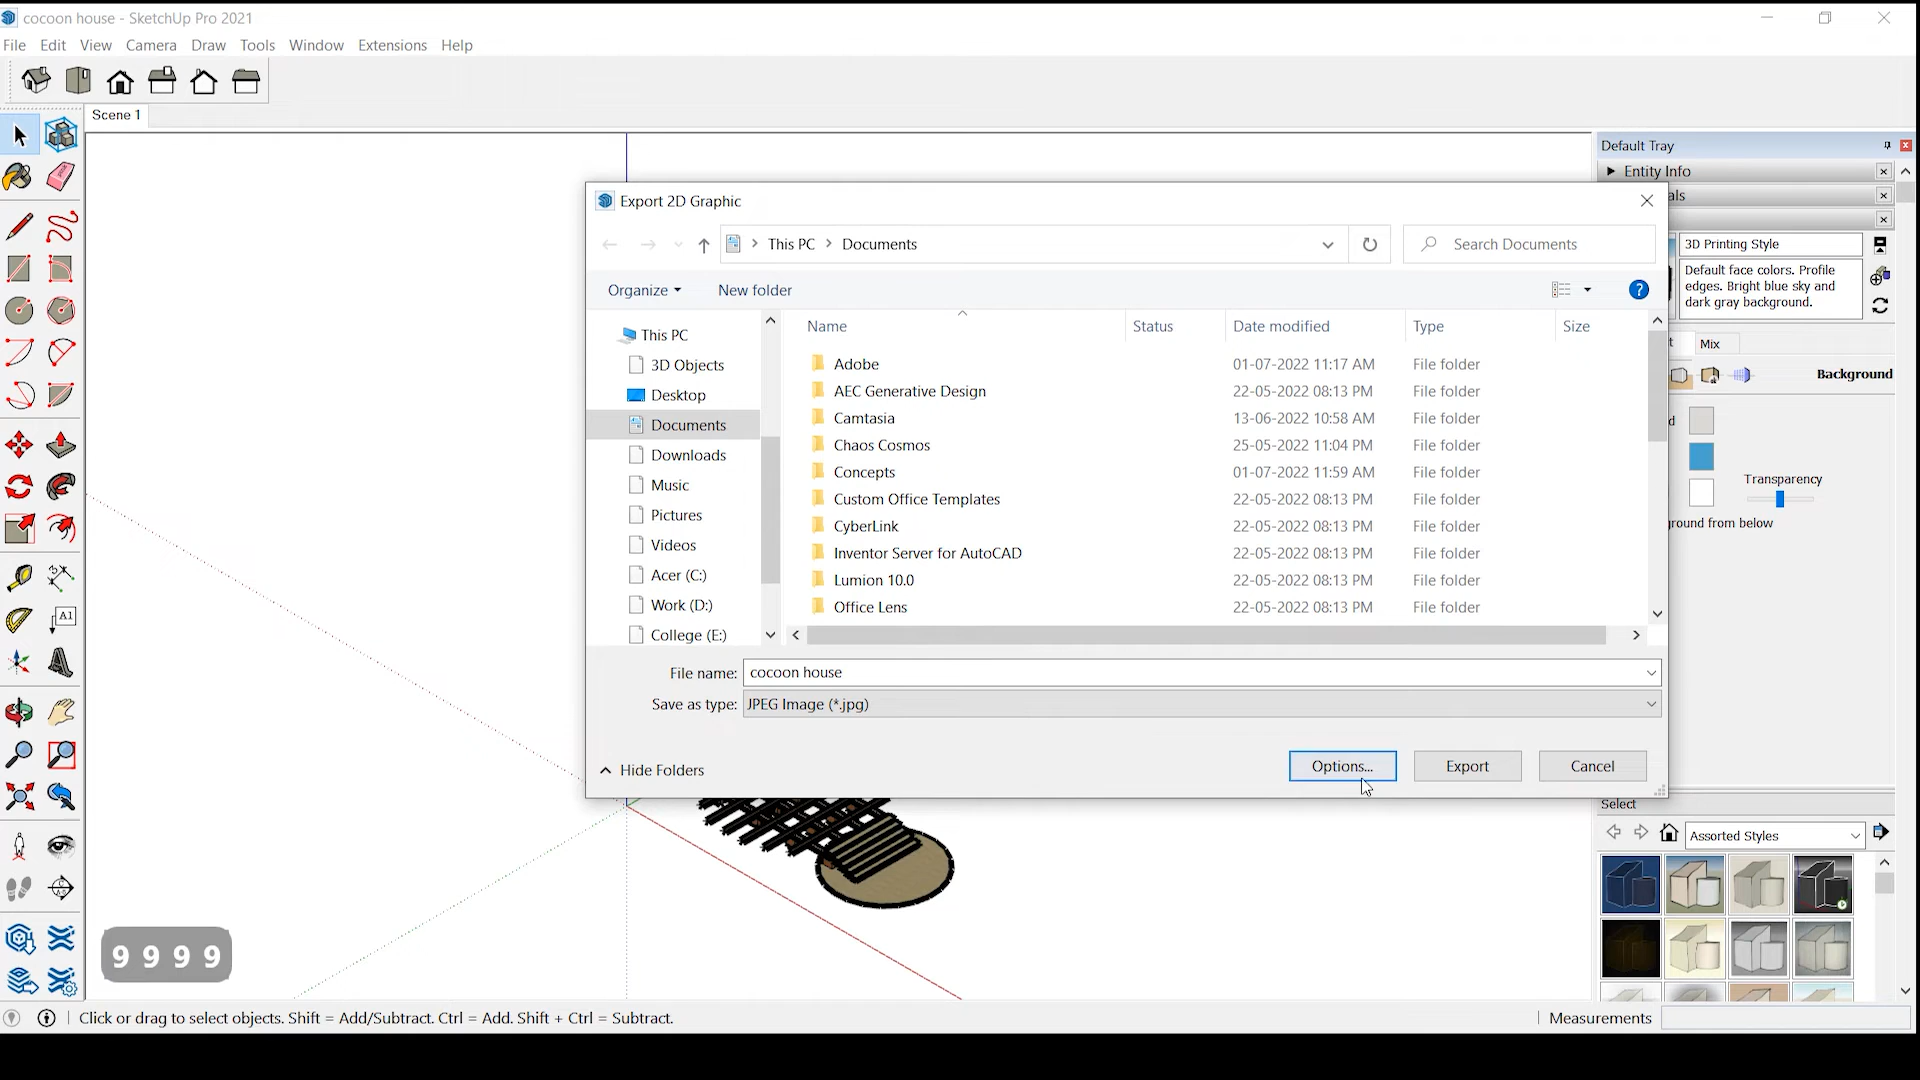 cocoon house - SketchUp Pro 2021
File Edit View Camera Draw Tools Window Extensions Help
Scene 1
Default Tray
Entity Info
als
Export 2D Graphic
This PC > Documents
Search Documents
Organize
New folder
?
3D Printing Style
Default face colors. Profile
edges. Bright blue sky and
dark gray background.
t
Mix
Background
d
Transparency
ground from below
This PC
3D Objects
Desktop
Documents
Downloads
Music
Pictures
Videos
Acer (C:)
Work (D:)
College (E:)
Name Status Date modified Type Size
Adobe 01-07-2022 11:17 AM File folder
AEC Generative Design 22-05-2022 08:13 PM File folder
Camtasia 13-06-2022 10:58 AM File folder
Chaos Cosmos 25-05-2022 11:04 PM File folder
Concepts 01-07-2022 11:59 AM File folder
Custom Office Templates 22-05-2022 08:13 PM File folder
CyberLink 22-05-2022 08:13 PM File folder
Inventor Server for AutoCAD 22-05-2022 08:13 PM File folder
Lumion 10.0 22-05-2022 08:13 PM File folder
Office Lens 22-05-2022 08:13 PM File folder
File name: cocoon house
Save as type: JPEG Image (*.jpg)
Hide Folders
Options...
Export
Cancel
Select
Assorted Styles
A1
9 9 9 9
Click or drag to select objects. Shift = Add/Subtract. Ctrl = Add. Shift + Ctrl = Subtract.
Measurements